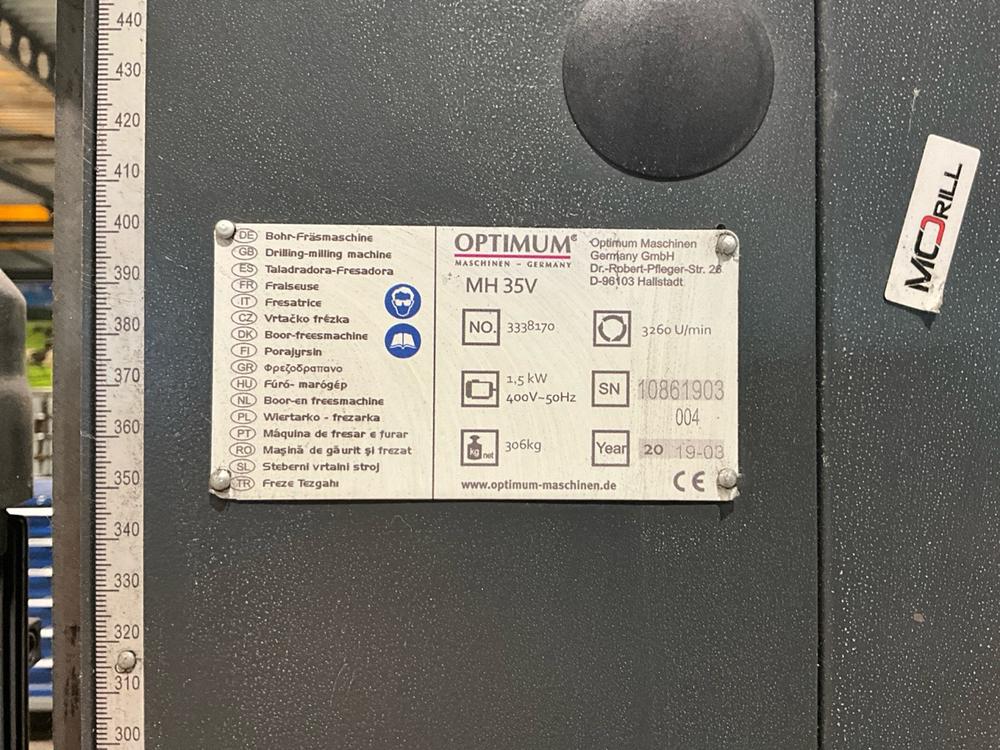 440
430
420
410
400
390
380
370
360
350
340
330
320
310
300
DE Bohr-Fräsmaschine
GB Drilling-milling machine
ES Taladradora-Fresadora
FR Fraiseuse
IT Fresatrice
CZ Vrtačko frézka
DK Boor-freesmachine
FI Porajyrsin
GR Φρεζοδραπανο
HU Fúró- marógép
NL Boor-en freesmachine
PL Wiertarko - frezarka
PT Máquina de fresar e furar
RO Maşină de găurit şi frezat
SL Steberni vrtalni stroj
TR Freze Tezgahı
OPTIMUM®
MASCHINEN - GERMANY
MH 35V
Optimum Maschinen
Germany GmbH
Dr.-Robert-Pfleger-Str. 26
D-96103 Hallstadt
NO. 3338170
3260 U/min
1,5 kW
400V~50Hz
SN 10861903
004
kg net 306kg
Year 20 19-03
www.optimum-maschinen.de
CE
MCDRILL